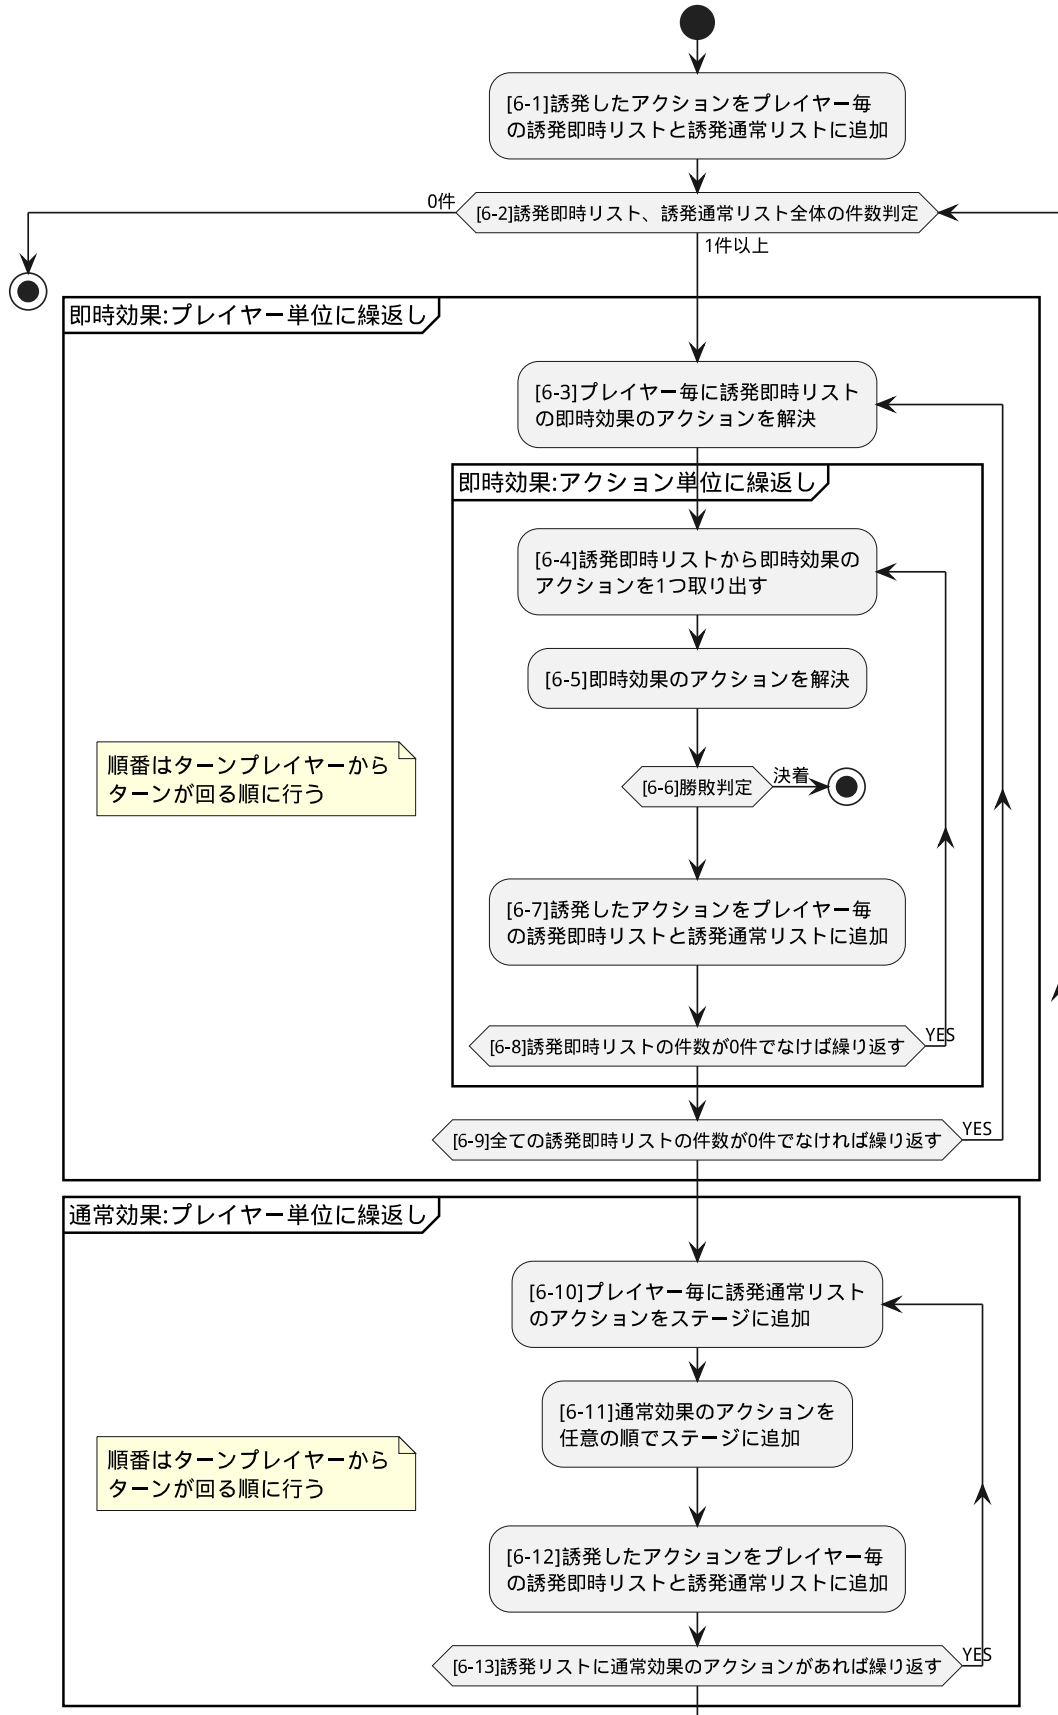 [6-1]誘発したアクションをプレイヤー毎
の誘発即時リストと誘発通常リストに追加
0件
[6-2]誘発即時リスト、誘発通常リスト全体の件数判定
1件以上
即時効果:プレイヤー単位に繰返し
[6-3]プレイヤー毎に誘発即時リスト
の即時効果のアクションを解決
即時効果:アクション単位に繰返し
[6-4]誘発即時リストから即時効果の
アクションを1つ取り出す
[6-5]即時効果のアクションを解決
順番はターンプレイヤーから
ターンが回る順に行う
[6-6]勝敗判定
決着
[6-7]誘発したアクションをプレイヤー毎
の誘発即時リストと誘発通常リストに追加
[6-8]誘発即時リストの件数が0件でなけば繰り返す
YES
[6-9]全ての誘発即時リストの件数が0件でなければ繰り返す
YES
通常効果:プレイヤー単位に繰返し
[6-10]プレイヤー毎に誘発通常リスト
のアクションをステージに追加
[6-11]通常効果のアクションを
任意の順でステージに追加
順番はターンプレイヤーから
ターンが回る順に行う
[6-12]誘発したアクションをプレイヤー毎
の誘発即時リストと誘発通常リストに追加
[6-13]誘発リストに通常効果のアクションがあれば繰り返す
YES